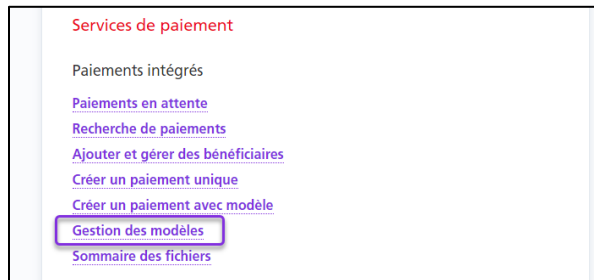 Services de paiement
Paiements intégrés
Paiements en attente
Recherche de paiements
Ajouter et gérer des bénéficiaires
Créer un paiement unique
Créer un paiement avec modèle
Gestion des modèles
Sommaire des fichiers